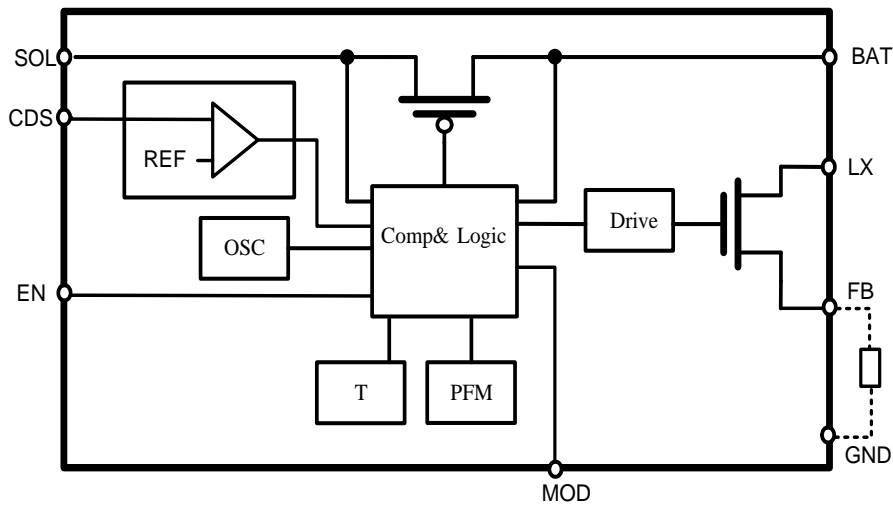 SOL
BAT
CDS
REF
LX
Comp& Logic
Drive
OSC
EN
FB
T
PFM
GND
MOD